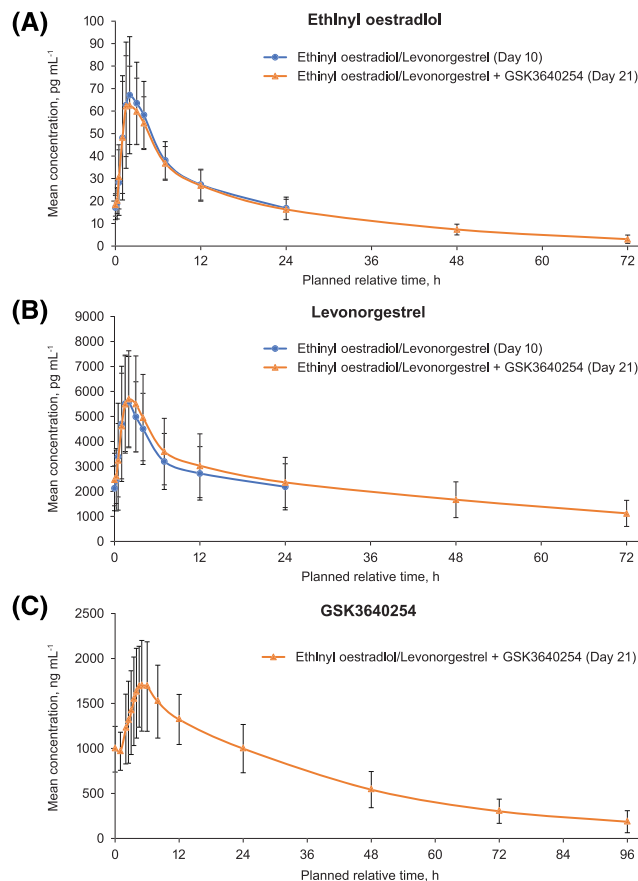 (A)
Ethlnyl oestradlol
Mean concentration, pg mL⁻¹
100
90
80
70
60
50
40
30
20
10
0
Ethinyl oestradiol/Levonorgestrel (Day 10)
Ethinyl oestradiol/Levonorgestrel + GSK3640254 (Day 21)
0 12 24 36 48 60 72
Planned relative time, h
(B)
Levonorgestrel
Mean concentration, pg mL⁻¹
9000
8000
7000
6000
5000
4000
3000
2000
1000
0
Ethinyl oestradiol/Levonorgestrel (Day 10)
Ethinyl oestradiol/Levonorgestrel + GSK3640254 (Day 21)
0 12 24 36 48 60 72
Planned relative time, h
(C)
GSK3640254
Mean concentration, ng mL⁻¹
2500
2000
1500
1000
500
0
Ethlnyl oestradlol/Levonorgestrel + GSK3640254 (Day 21)
0 12 24 36 48 60 72 84 96
Planned relative time, h